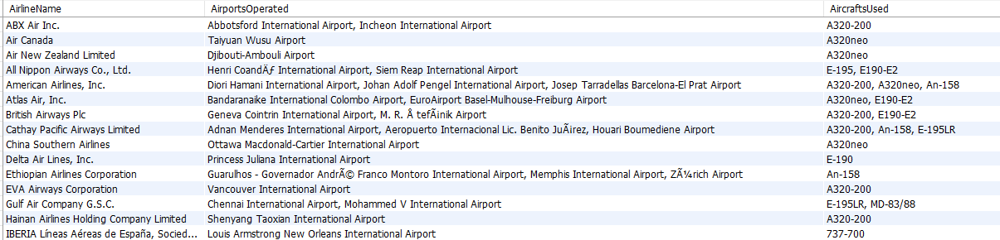 AirlineName AirportsOperated AircraftsUsed
ABX Air Inc. Abbotsford International Airport, Incheon International Airport A320-200
Air Canada Taiyuan Wusu Airport A320neo
Air New Zealand Limited Djibouti-Ambouli Airport A320neo
All Nippon Airways Co., Ltd. Henri CoandÄƒ International Airport, Siem Reap International Airport E-195, E190-E2
American Airlines, Inc. Diori Hamani International Airport, Johan Adolf Pengel International Airport, Josep Tarradellas Barcelona-El Prat Airport A320-200, A320neo, An-158
Atlas Air, Inc. Bandaranaike International Colombo Airport, EuroAirport Basel-Mulhouse-Freiburg Airport A320neo, E190-E2
British Airways Plc Geneva Cointrin International Airport, M. R. Å tefÃ¡nik Airport A320-200, E190-E2
Cathay Pacific Airways Limited Adnan Menderes International Airport, Aeropuerto Internacional Lic. Benito JuÃ¡rez, Houari Boumediene Airport A320-200, An-158, E-195LR
China Southern Airlines Ottawa Macdonald-Cartier International Airport A320neo
Delta Air Lines, Inc. Princess Juliana International Airport E-190
Ethiopian Airlines Corporation Guarulhos - Governador AndrÃ© Franco Montoro International Airport, Memphis International Airport, ZÃ¼rich Airport An-158
EVA Airways Corporation Vancouver International Airport A320-200
Gulf Air Company G.S.C. Chennai International Airport, Mohammed V International Airport E-195LR, MD-83/88
Hainan Airlines Holding Company Limited Shenyang Taoxian International Airport A320-200
IBERIA Líneas Aéreas de España, Socied... Louis Armstrong New Orleans International Airport 737-700